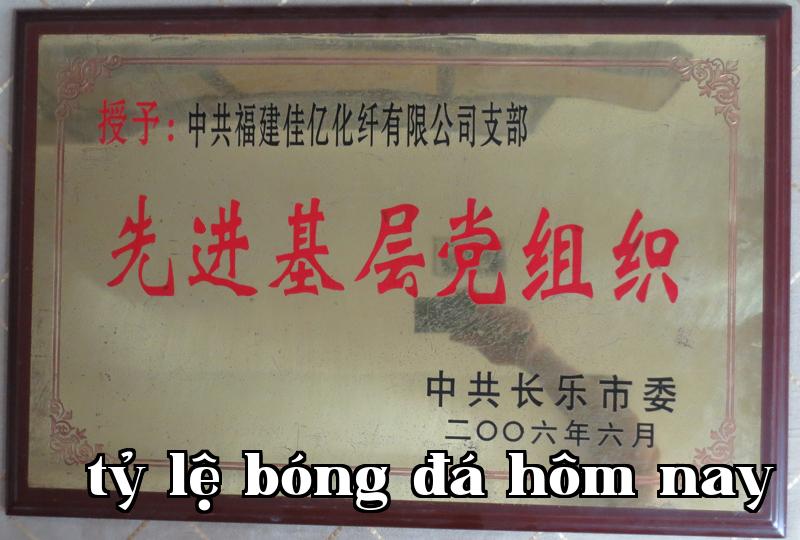 授予：中共福建佳亿化纤有限公司支部
先进基层党组织
中共长乐市委
二〇〇六年六月
tỷ lệ bóng đá hôm nay